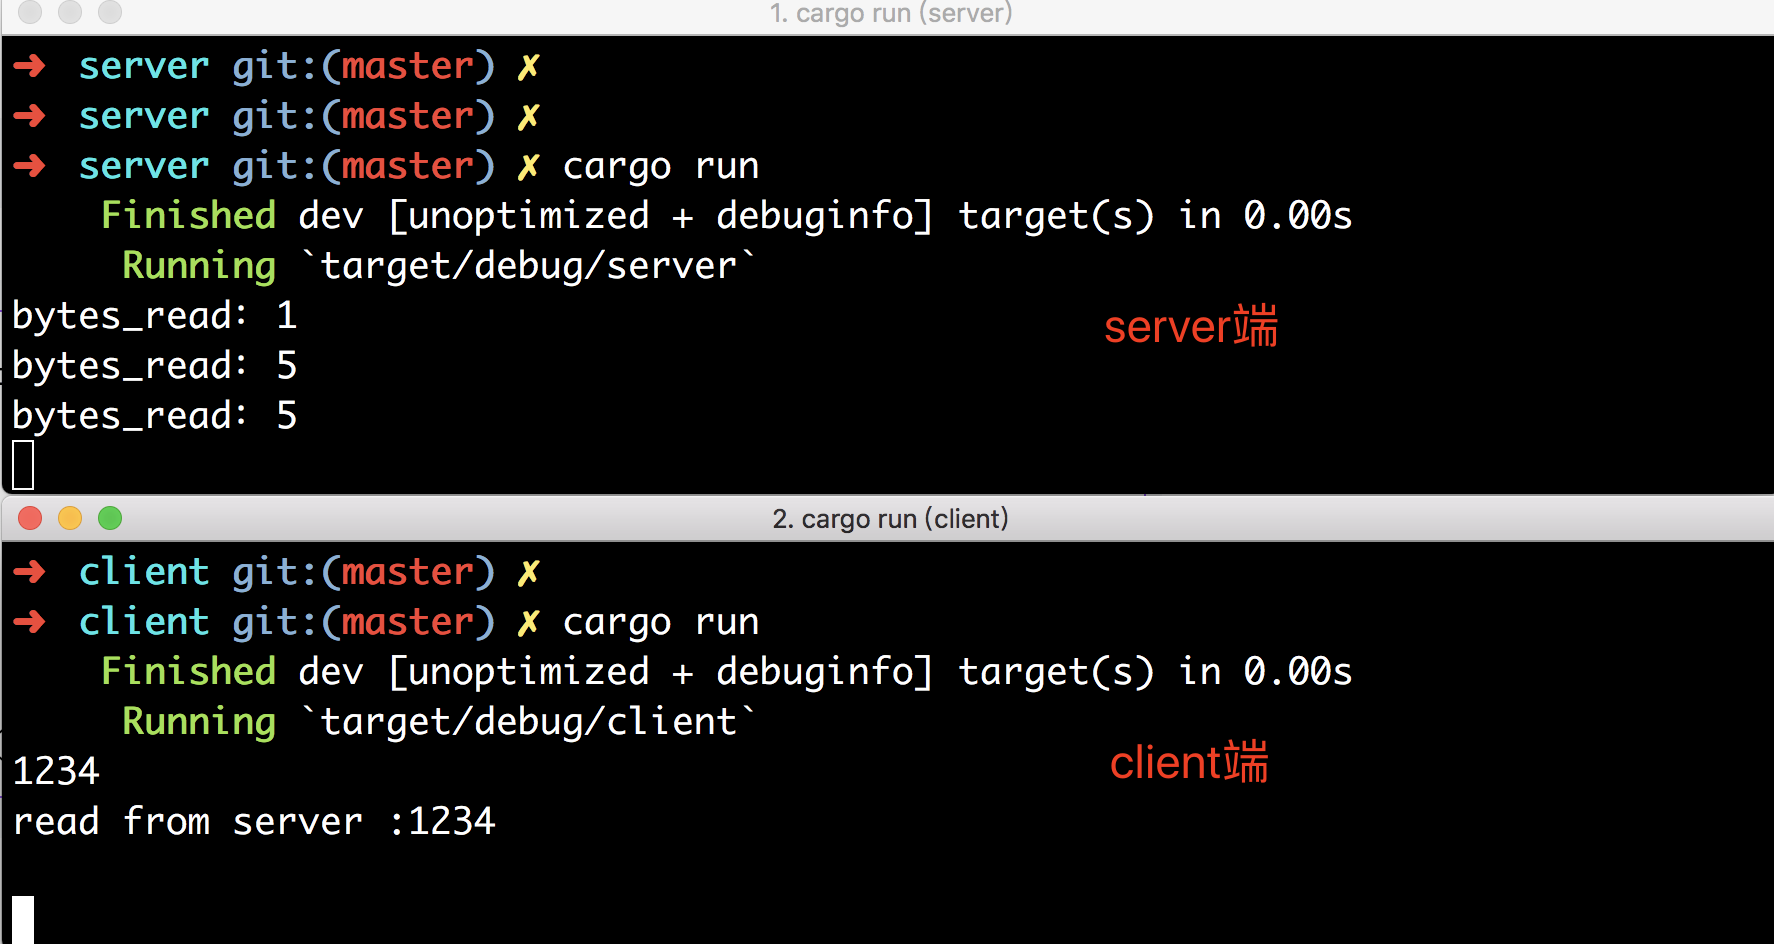 1. cargo run (server)
➜ server git:(master) ✗
➜ server git:(master) ✗
➜ server git:(master) ✗ cargo run
Finished dev [unoptimized + debuginfo] target(s) in 0.00s
Running `target/debug/server`
bytes_read: 1
server端
bytes_read: 5
bytes_read: 5
2. cargo run (client)
➜ client git:(master) ✗
➜ client git:(master) ✗ cargo run
Finished dev [unoptimized + debuginfo] target(s) in 0.00s
Running `target/debug/client`
1234
client端
read from server :1234